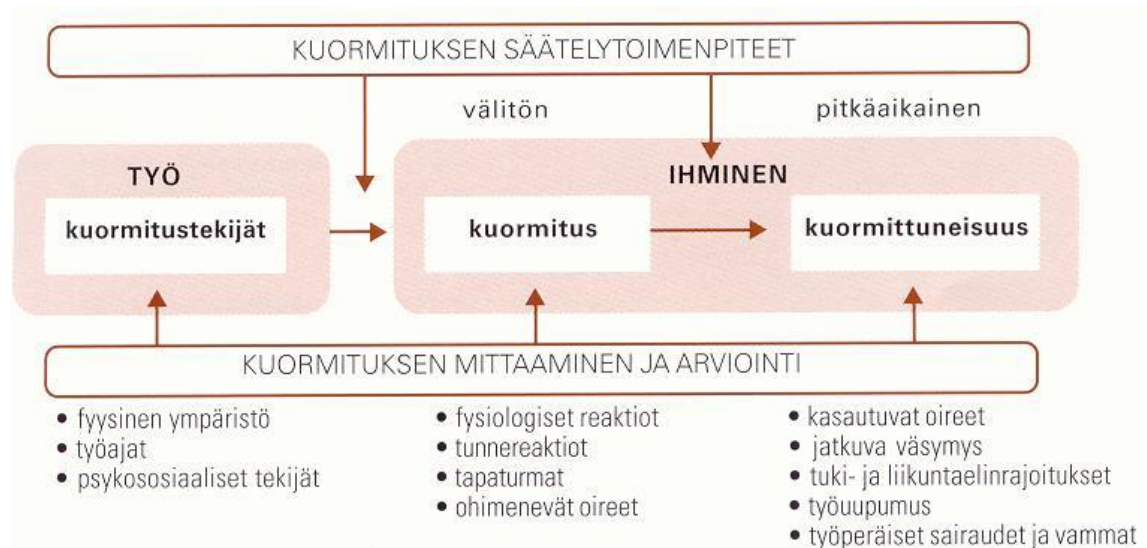 KUORMITUKSEN SÄÄTELYTOIMENPITEET
välitön
pitkäaikainen
TYÖ
IHMINEN
kuormitustekijät
kuormitus
kuormittuneisuus
KUORMITUKSEN MITTAAMINEN JA ARVIOINTI
• fyysinen ympäristö
• työajat
• psykososiaaliset tekijät
• fysiologiset reaktiot
• tunnereaktiot
• tapaturmat
• ohimenevät oireet
• kasautuvat oireet
• jatkuva väsymys
• tuki- ja liikuntaelinrajoitukset
• työuupumus
• työperäiset sairaudet ja vammat